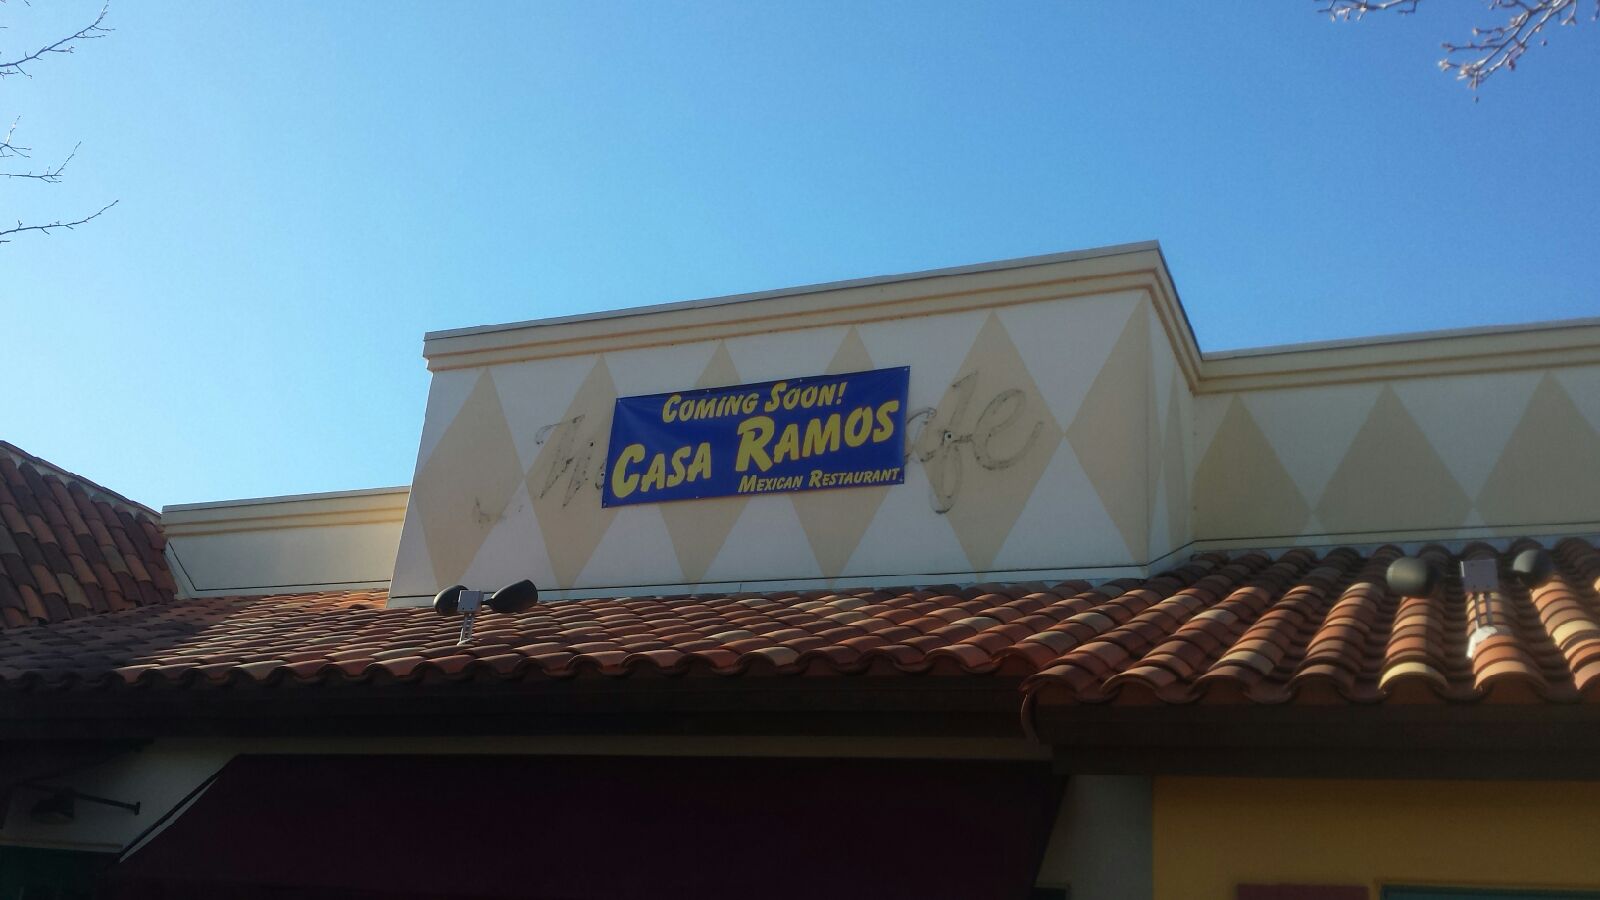 COMING SOON!
CASA RAMOS
MEXICAN RESTAURANT